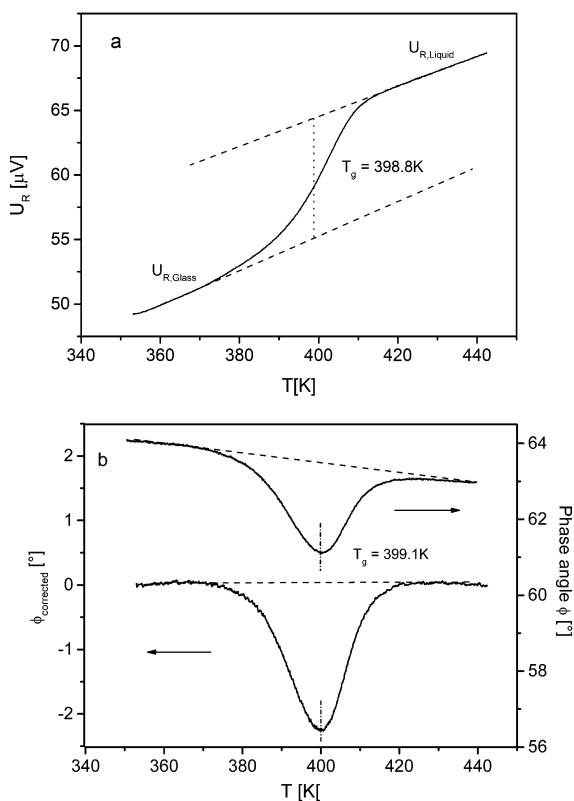 a
U_R,Liquid
70
65
60
55
50
U_R [μV]
T_g = 398.8K
U_R,Glass
340 360 380 400 420 440
T[K]
b
2
1
0
-1
-2
ϕ_corrected [°]
64
62
60
58
56
Phase angle ϕ [°]
T_g = 399.1K
340 360 380 400 420 440
T [K[